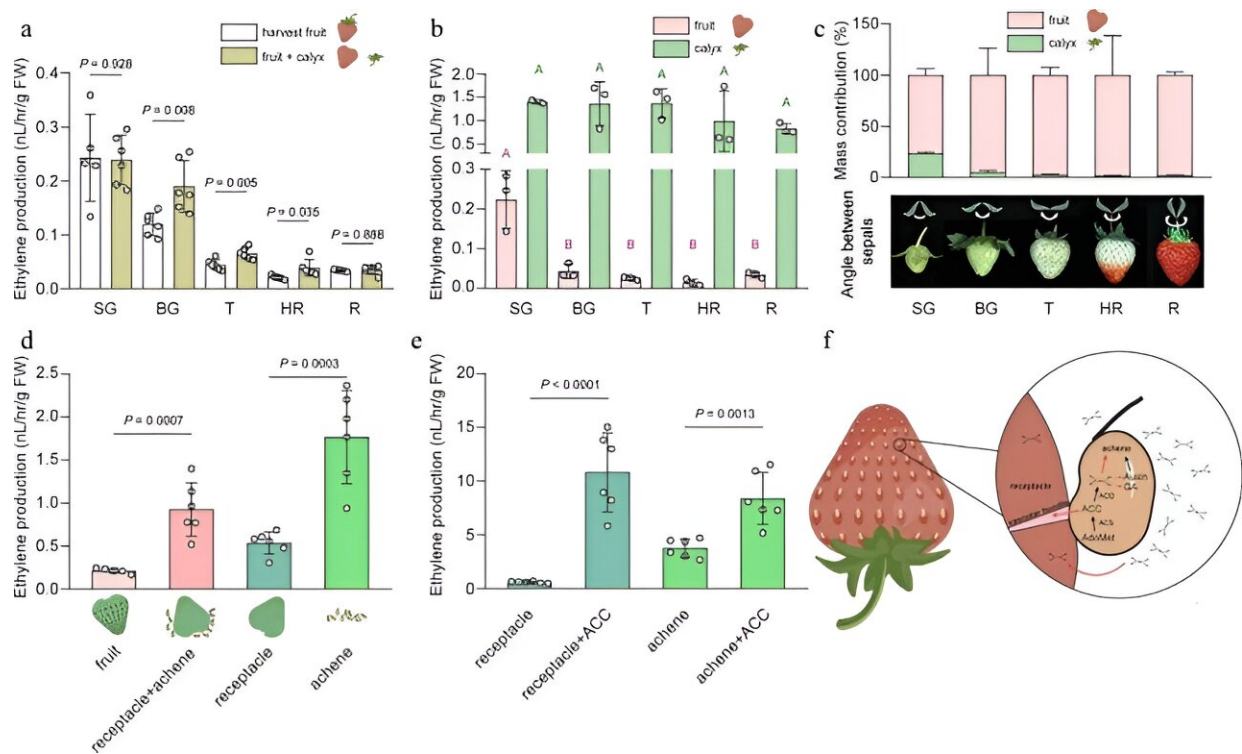 a
harvest fruit
fruit + calyx
Ethylene production (nL/hr/g FW)
0.4
0.3
0.2
0.1
0.0
P = 0.928
P = 0.008
P = 0.005
P = 0.035
SG BG T HR R
b
fruit
calyx
Ethylene production (nL/hr/g FW)
2.0
1.5
1.0
0.5
0.3
0.2
0.1
0.0
A A A A A
A B B B B
SG BG T HR R
c
Mass contribution (%)
150
100
50
0
Angle between
sepals
SG BG T HR R
d
Ethylene production (nL/hr/g FW)
2.5
2.0
1.5
1.0
0.5
0.0
P = 0.0007
P = 0.0003
fruit
receptacle+achene
receptacle
achene
e
Ethylene production (nL/hr/g FW)
20
15
10
5
0
P < 0.0001
P = 0.0013
receptacle
receptacle+ACC
achene
achene+ACC
f
receptacle
achene
ACO
ACC
ACS
AdoMet